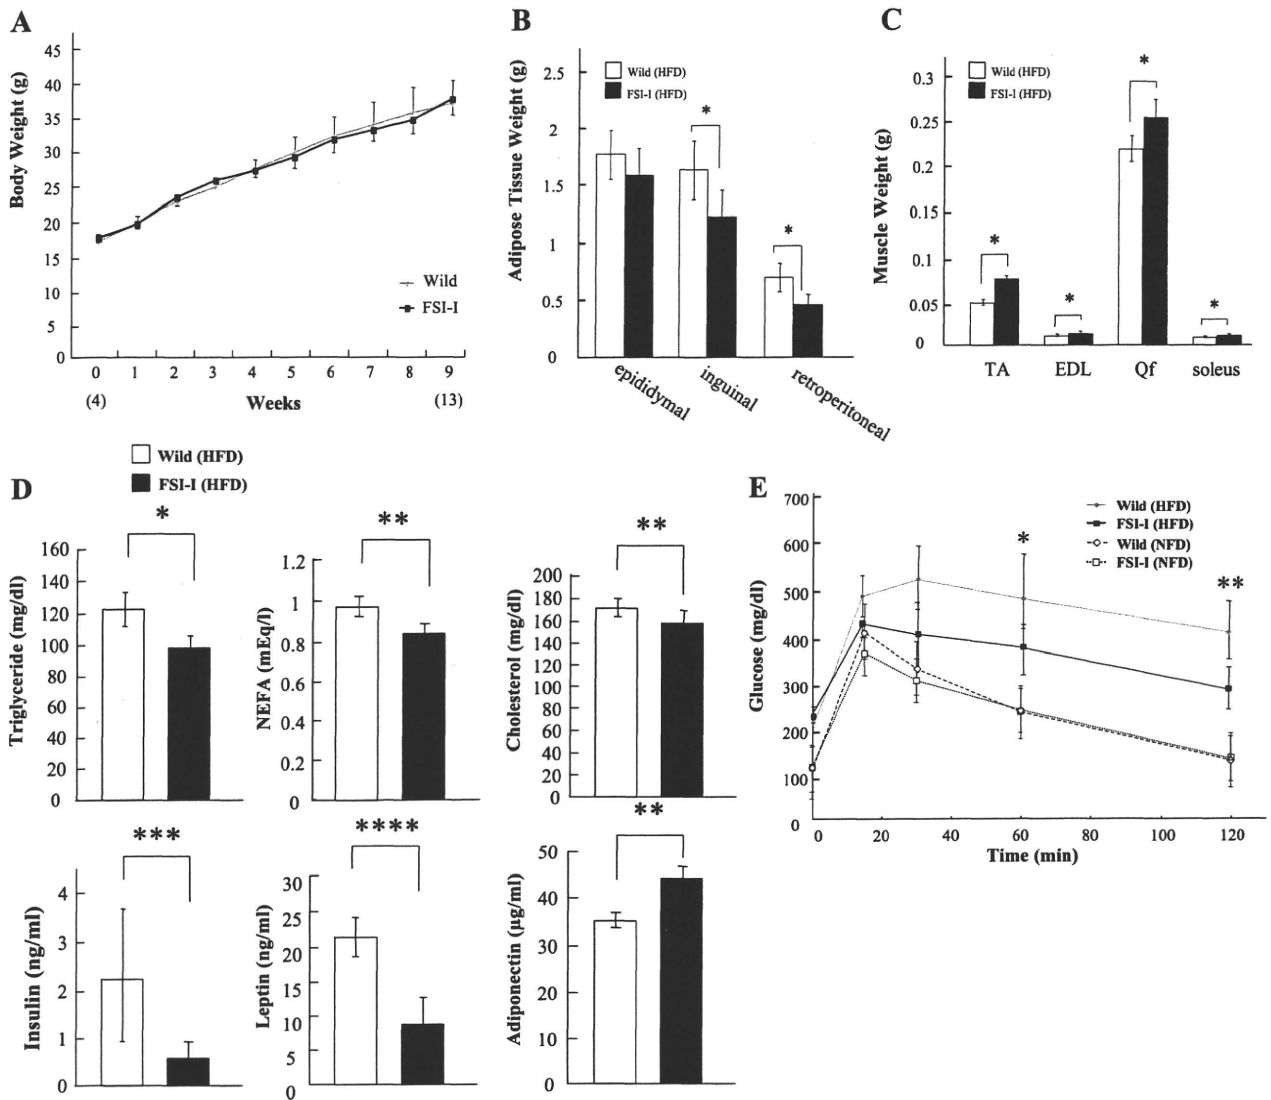 A
Body Weight (g)
45
40
35
30
25
20
15
10
5
0
Wild
FSI-I
0 1 2 3 4 5 6 7 8 9
(4) Weeks (13)
B
Adipose Tissue Weight (g)
2.5
2
1.5
1
0.5
0
Wild (HFD)
FSI-I (HFD)
*
*
epididymal
inguinal
retroperitoneal
C
Muscle Weight (g)
0.3
0.25
0.2
0.15
0.1
0.05
0
Wild (HFD)
FSI-I (HFD)
*
*
*
*
TA EDL Qf soleus
D
Wild (HFD)
FSI-I (HFD)
*
Triglyceride (mg/dl)
160
140
120
100
80
60
40
20
0
**
NEFA (mEq/l)
1.2
1
0.8
0.6
0.4
0.2
0
**
Cholesterol (mg/dl)
200
180
160
140
120
100
80
60
40
20
0
***
Insulin (ng/ml)
4
3
2
1
0
****
Leptin (ng/ml)
30
25
20
15
10
5
0
**
Adiponectin (µg/ml)
50
40
30
20
10
0
E
Glucose (mg/dl)
700
600
500
400
300
200
100
0
Wild (HFD)
FSI-I (HFD)
Wild (NFD)
FSI-I (NFD)
*
**
0 20 40 60 80 100 120
Time (min)